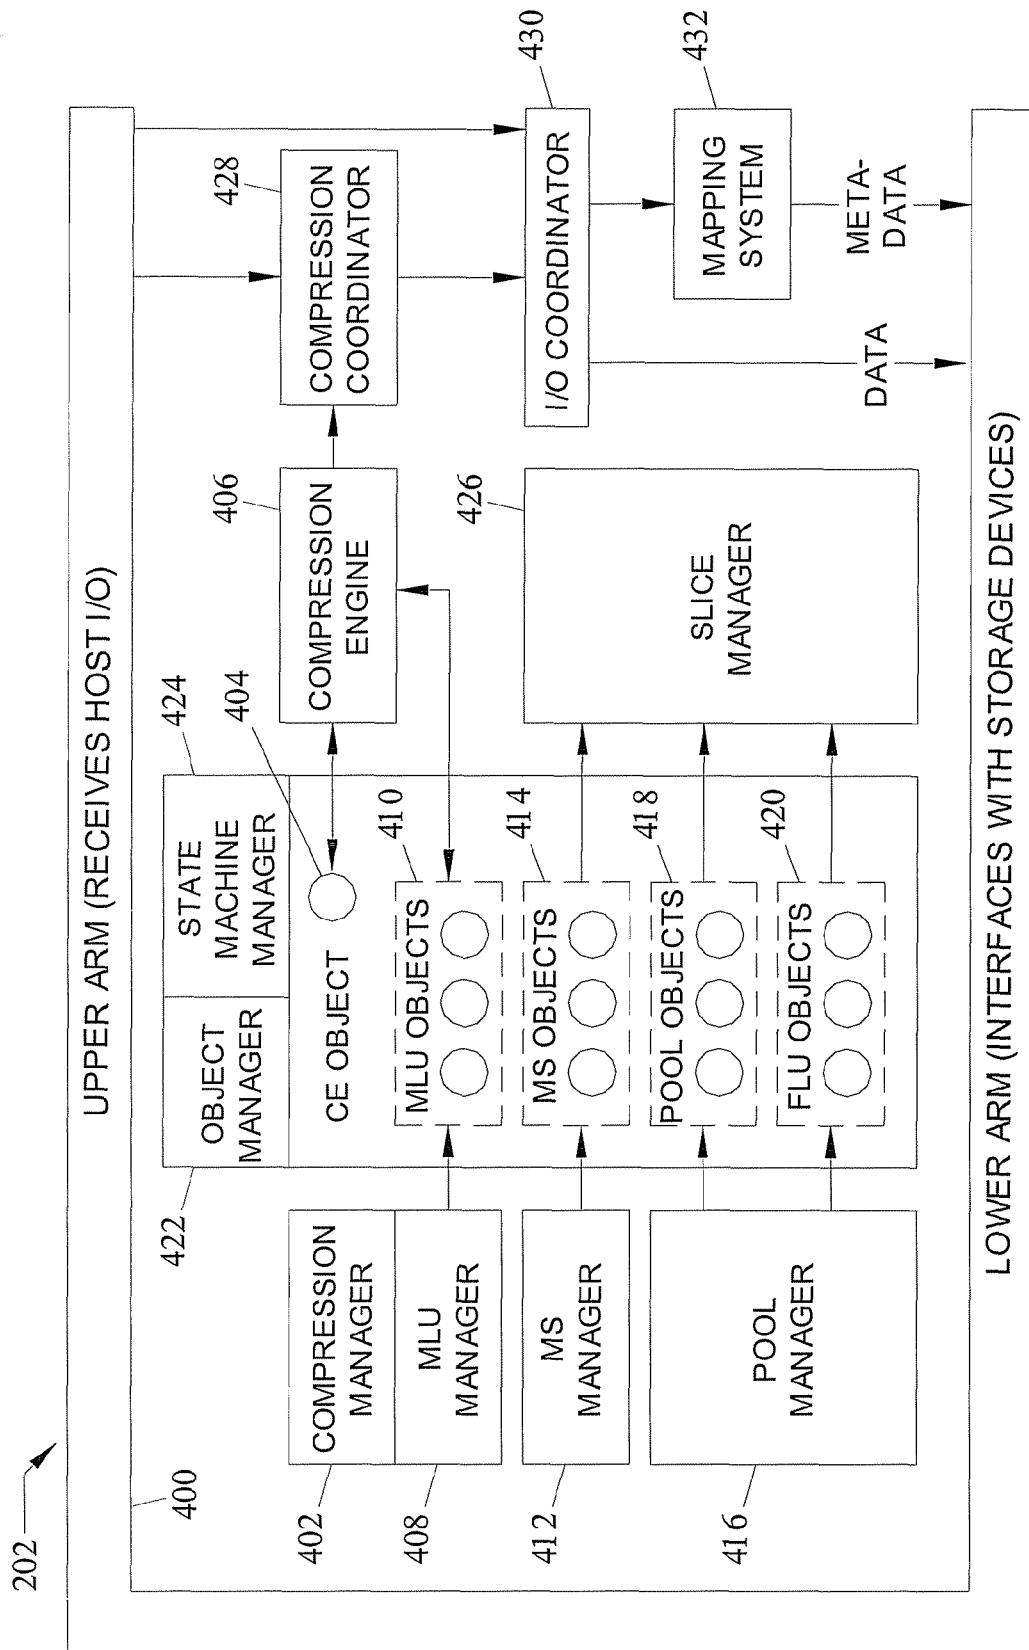 202
400
UPPER ARM (RECEIVES HOST I/O)
422
OBJECT
MANAGER
STATE
MACHINE
MANAGER
424
402
COMPRESSION
MANAGER
CE OBJECT
404
406
COMPRESSION
ENGINE
428
COMPRESSION
COORDINATOR
408
MLU
MANAGER
MLU OBJECTS
410
412
MS
MANAGER
MS OBJECTS
414
426
SLICE
MANAGER
430
I/O COORDINATOR
416
POOL
MANAGER
POOL OBJECTS
418
FLU OBJECTS
420
432
MAPPING
SYSTEM
DATA
META-
DATA
LOWER ARM (INTERFACES WITH STORAGE DEVICES)